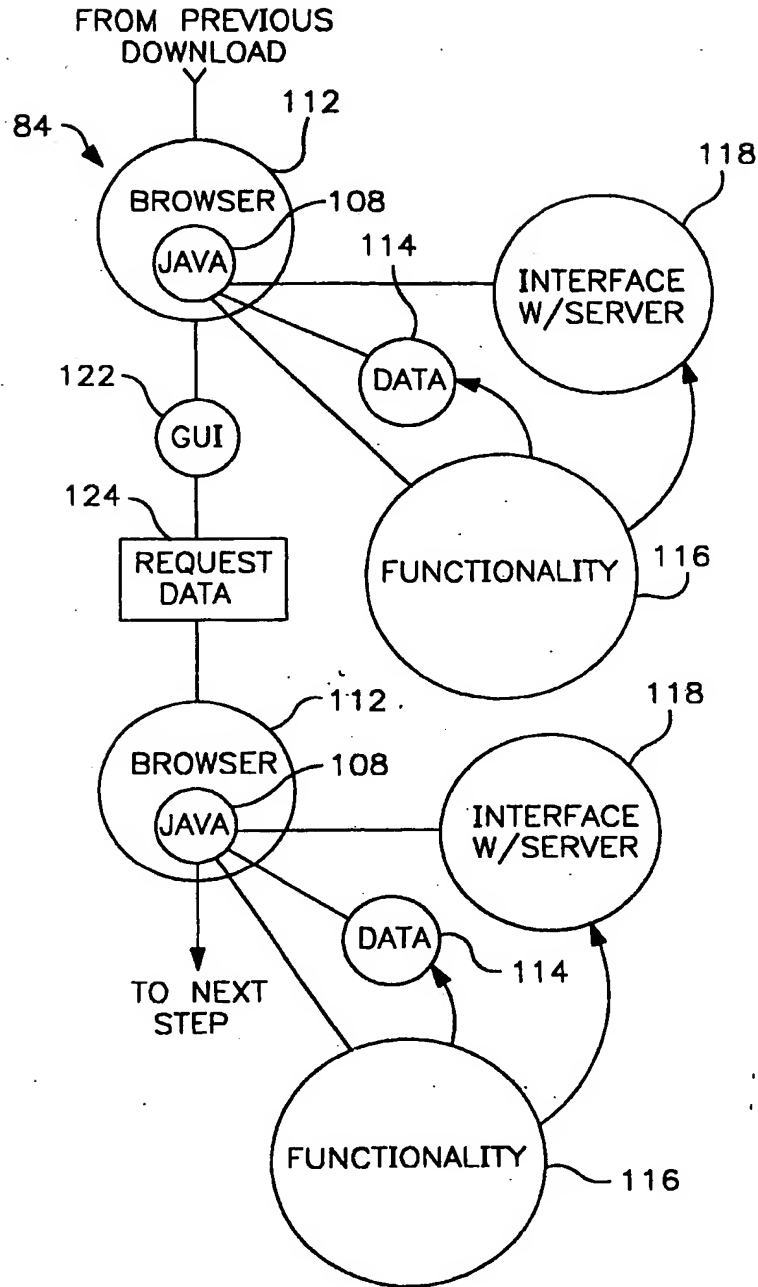 FROM PREVIOUS
DOWNLOAD
112
84
118
BROWSER
108
114
JAVA
INTERFACE
W/SERVER
DATA
122
GUI
124
REQUEST
DATA
FUNCTIONALITY
116
112
118
BROWSER
108
JAVA
INTERFACE
W/SERVER
DATA
114
TO NEXT
STEP
FUNCTIONALITY
116